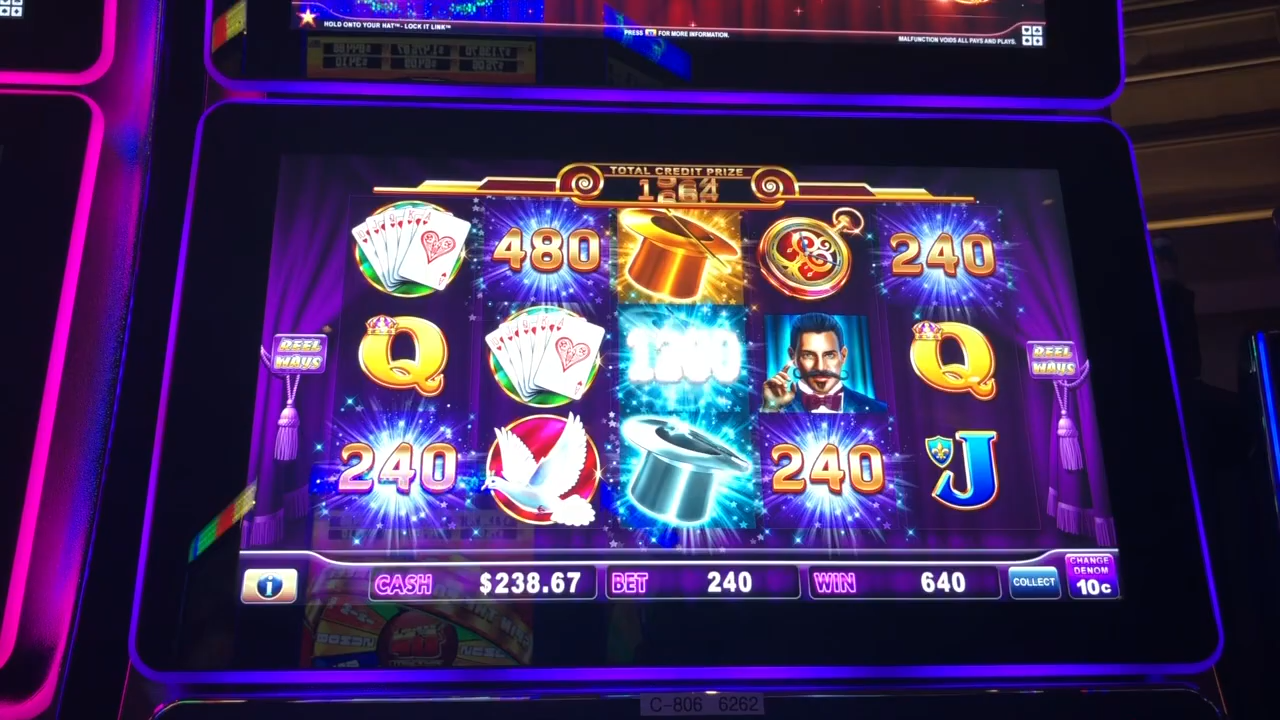 HOLD ONTO YOUR HAT™ - LOCK IT LINK™
PRESS FOR MORE INFORMATION.
MALFUNCTION VOIDS ALL PAYS AND PLAYS.
TOTAL CREDIT PRIZE
480
240
REEL WAYS
Q
Q
REEL WAYS
240
240
J
i
CASH $238.67
BET 240
WIN 640
COLLECT
CHANGE
DENOM
10¢
C-806 6262